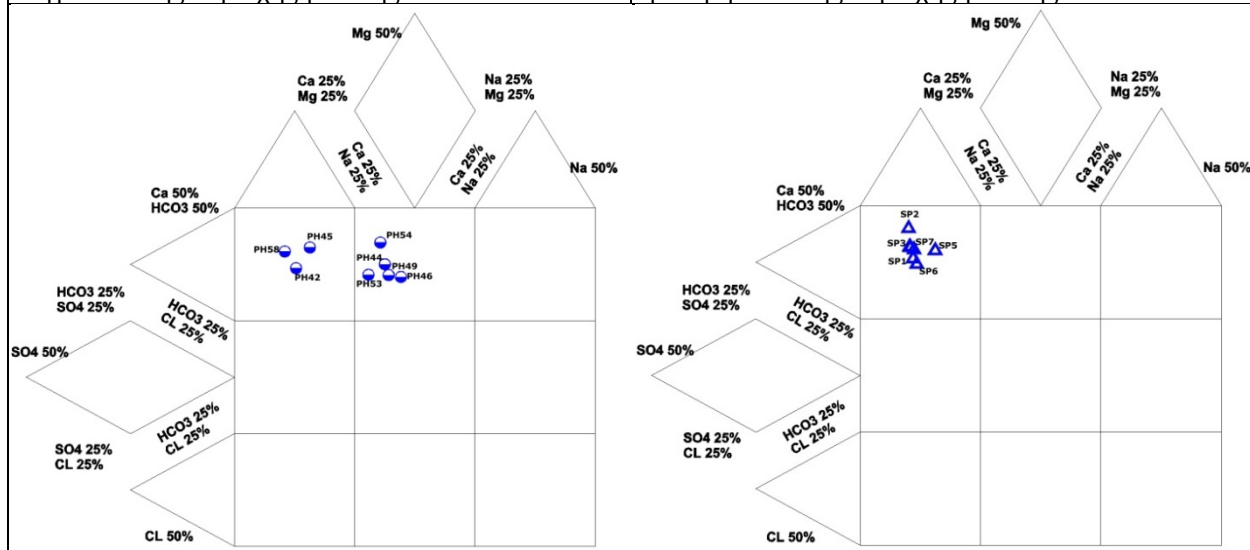 Mg 50%
Ca 25%
Mg 25%
Na 25%
Mg 25%
Ca 25%
Na 25%
Ca 25%
Na 25%
Na 50%
Ca 50%
HCO3 50%
PH58
PH45
PH42
PH54
PH44
PH49
PH53
PH46
HCO3 25%
SO4 25%
HCO3 25%
CL 25%
SO4 50%
HCO3 25%
CL 25%
SO4 25%
CL 25%
CL 50%
Mg 50%
Ca 25%
Mg 25%
Na 25%
Mg 25%
Ca 25%
Na 25%
Ca 25%
Na 25%
Na 50%
Ca 50%
HCO3 50%
SP2
SP3
SP7
SP5
SP1
SP6
HCO3 25%
SO4 25%
HCO3 25%
CL 25%
SO4 50%
HCO3 25%
CL 25%
SO4 25%
CL 25%
CL 50%